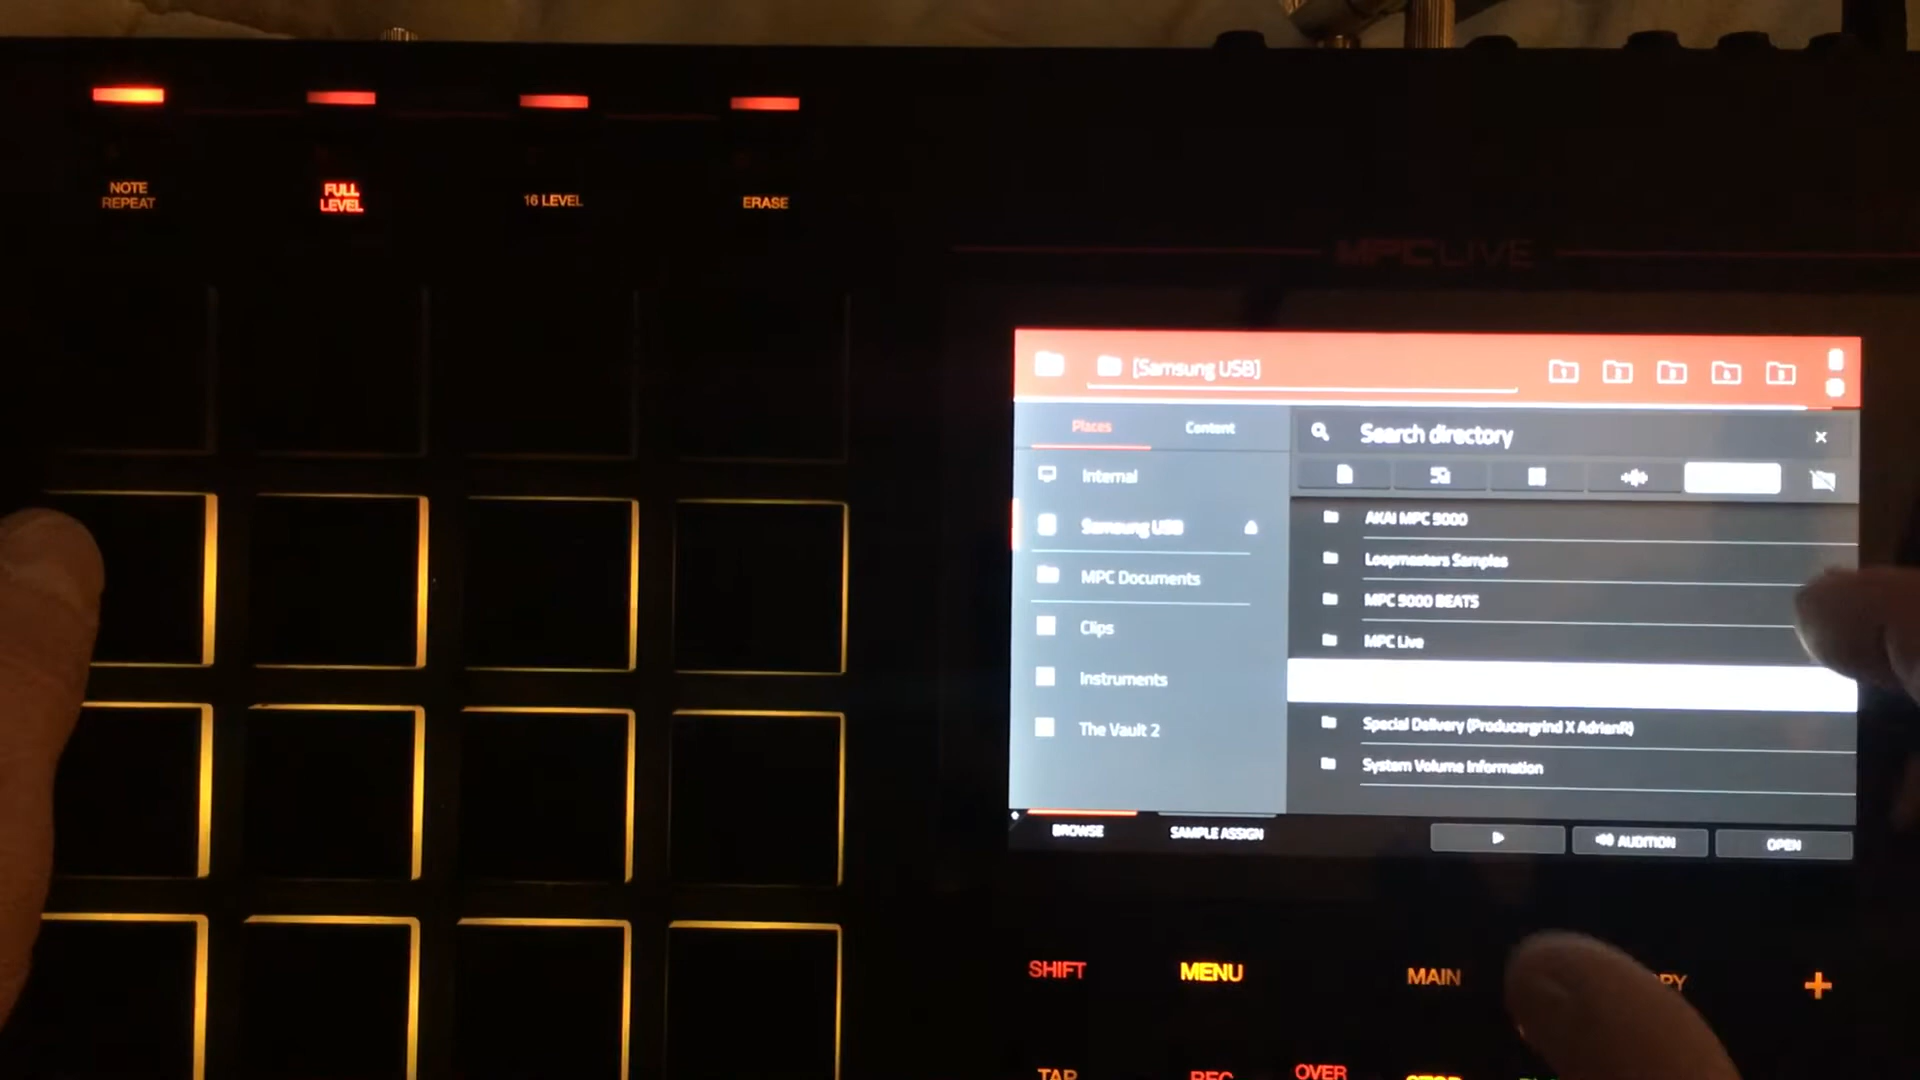 NOTE
REPEAT
FULL
LEVEL
16 LEVEL
ERASE
MPC LIVE
[Samsung USB]
Places
Content
Search directory
Internal
Samsung USB
MPC Documents
Clips
Instruments
The Vault 2
AKAI MPC 5000
Loopmasters Samples
MPC 5000 BEATS
MPC Live
Special Delivery (Producergrind X AdrianR)
System Volume Information
BROWSE
SAMPLE ASSIGN
AUDITION
OPEN
SHIFT
MENU
MAIN
+
TAP
REC
OVER
STOP